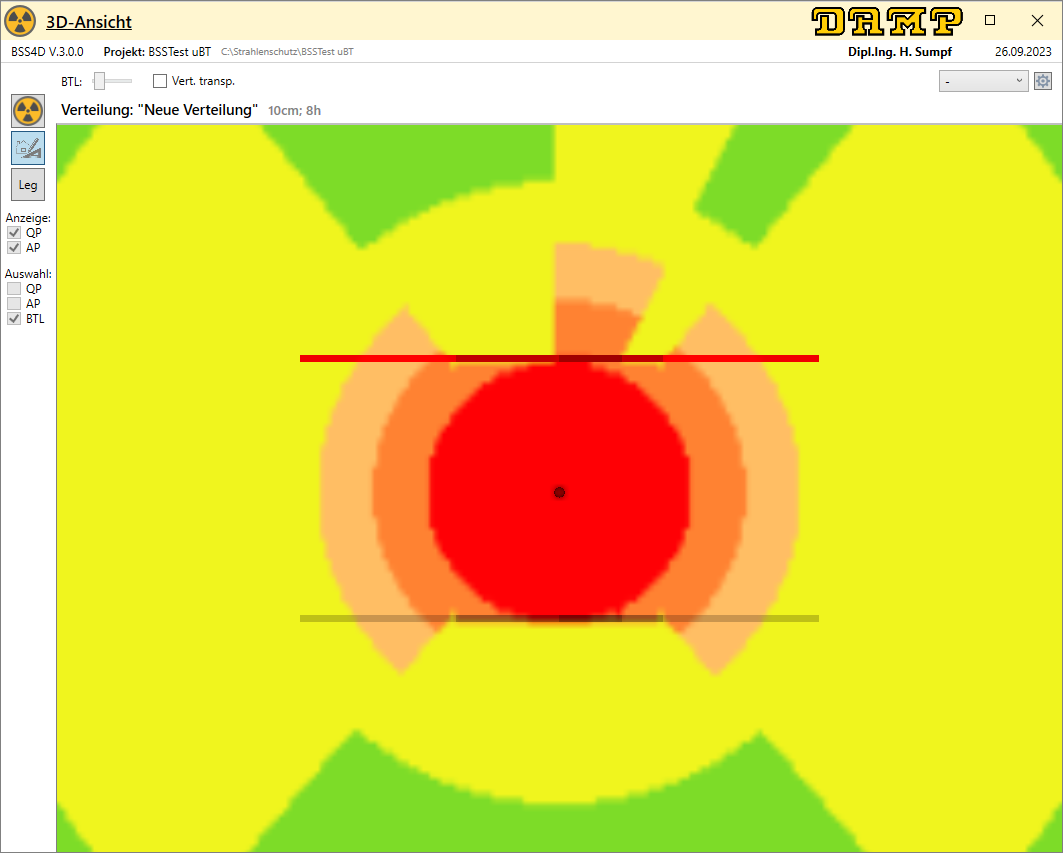 3D-Ansicht
DAMP
BSS4D V.3.0.0 Projekt: BSSTest uBT C:\Strahlenschutz\BSSTest uBT Dipl.Ing. H. Sumpf 26.09.2023
BTL: Vert. transp. -
Verteilung: "Neue Verteilung" 10cm; 8h
Leg
Anzeige:
QP
AP
Auswahl:
QP
AP
BTL